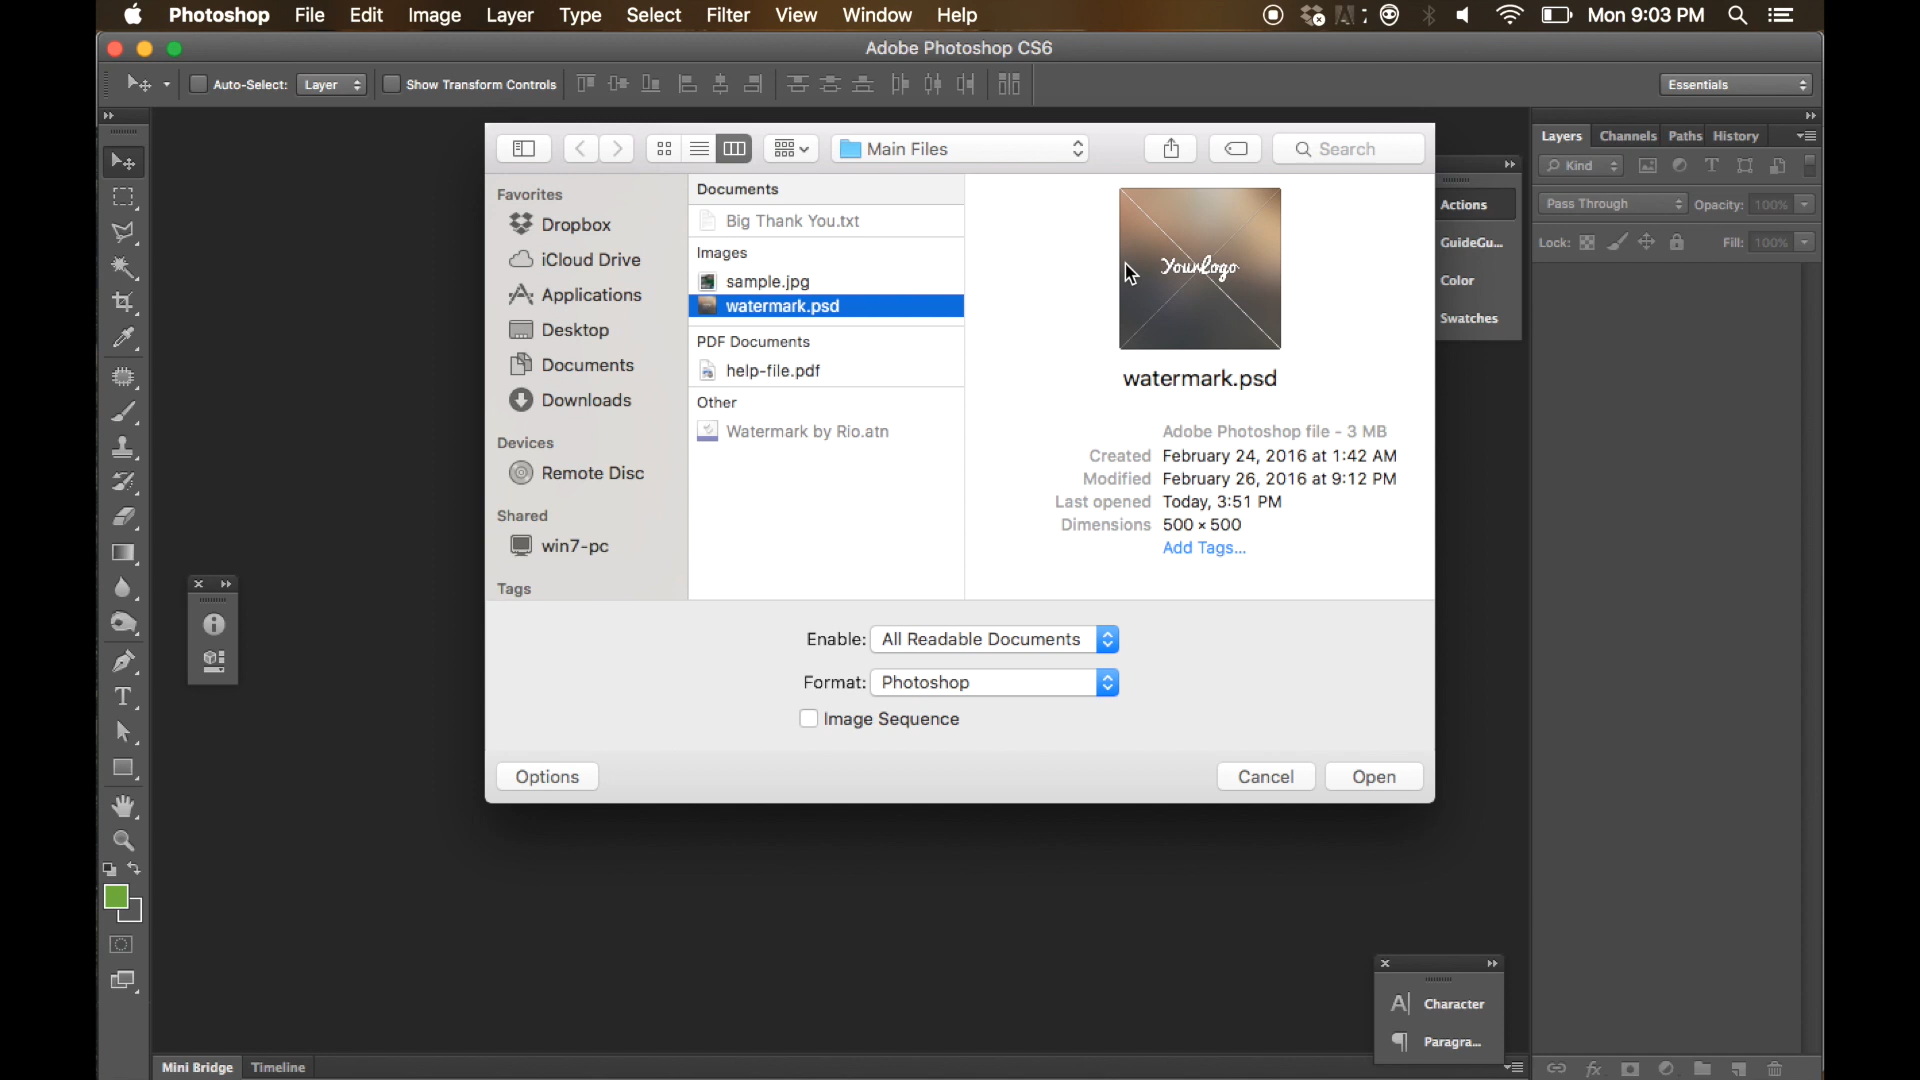 Photoshop File Edit Image Layer Type Select Filter View Window Help Mon 9:03 PM
Adobe Photoshop CS6
Auto-Select: Layer Show Transform Controls Essentials
Main Files Search
Layers Channels Paths History
Kind
Pass Through Opacity: 100%
Lock: Fill: 100%
Actions
GuideGu...
Color
Swatches
Favorites
Dropbox
iCloud Drive
Applications
Desktop
Documents
Downloads
Devices
Remote Disc
Shared
win7-pc
Tags
Documents
Big Thank You.txt
Images
sample.jpg
watermark.psd
PDF Documents
help-file.pdf
Other
Watermark by Rio.atn
YourLogo
watermark.psd
Adobe Photoshop file - 3 MB
Created February 24, 2016 at 1:42 AM
Modified February 26, 2016 at 9:12 PM
Last opened Today, 3:51 PM
Dimensions 500 × 500
Add Tags...
Enable: All Readable Documents
Format: Photoshop
Image Sequence
Options Cancel Open
Character
Paragra...
Mini Bridge Timeline